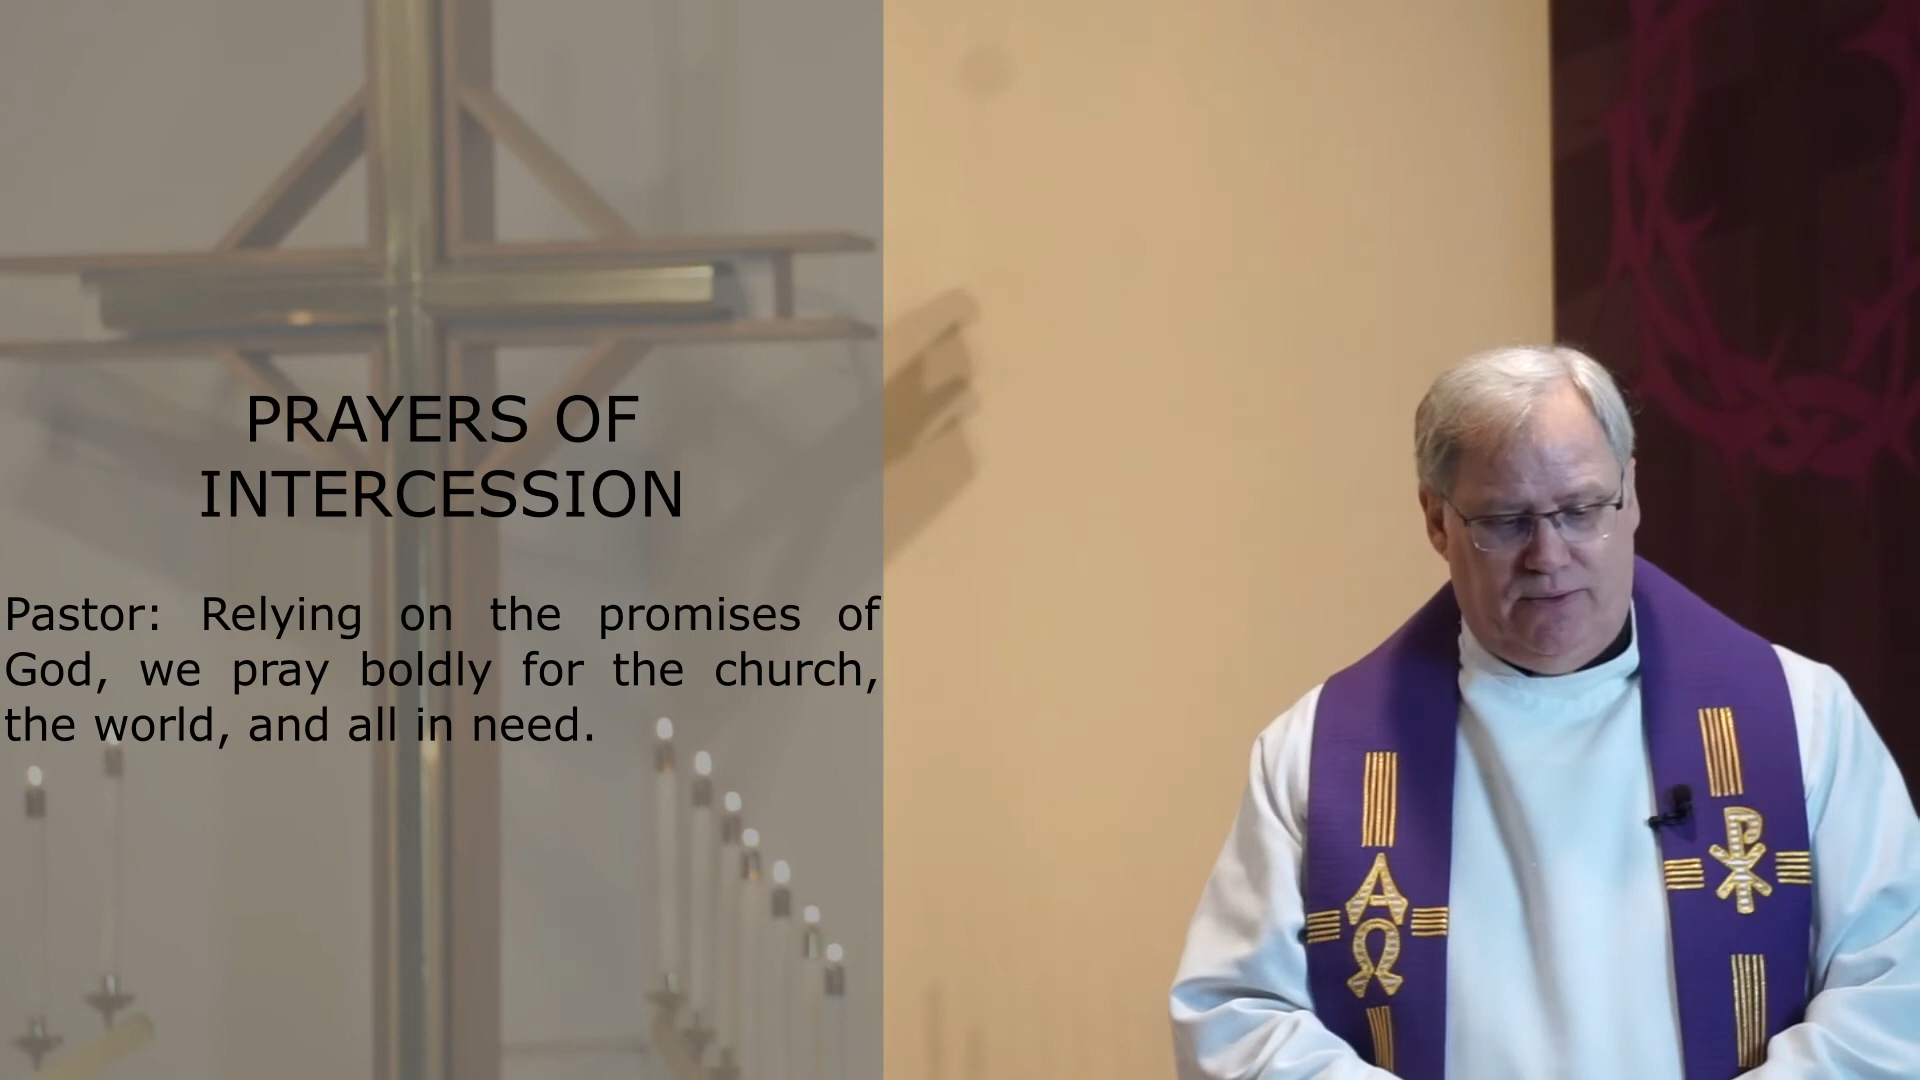 PRAYERS OF
INTERCESSION
Pastor: Relying on the promises of
God, we pray boldly for the church,
the world, and all in need.
Α
Ω
☧